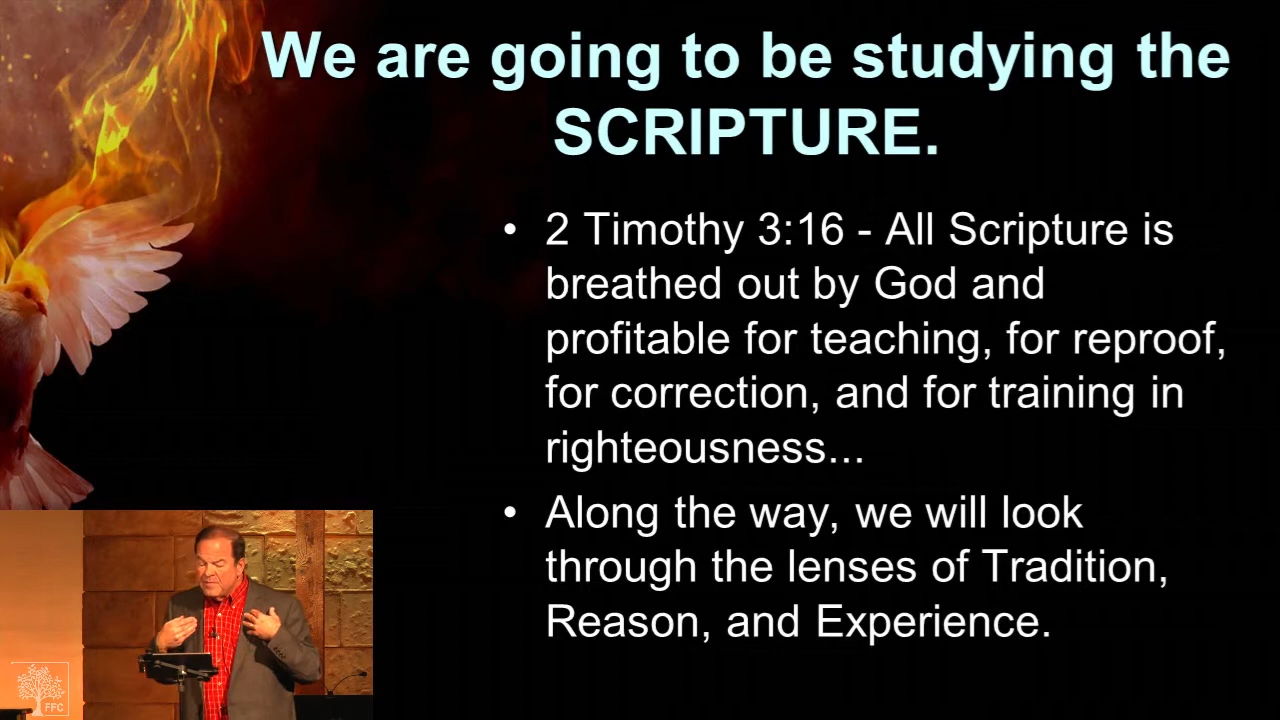 We are going to be studying the
SCRIPTURE.
• 2 Timothy 3:16 - All Scripture is
breathed out by God and
profitable for teaching, for reproof,
for correction, and for training in
righteousness...
• Along the way, we will look
through the lenses of Tradition,
Reason, and Experience.
FFC